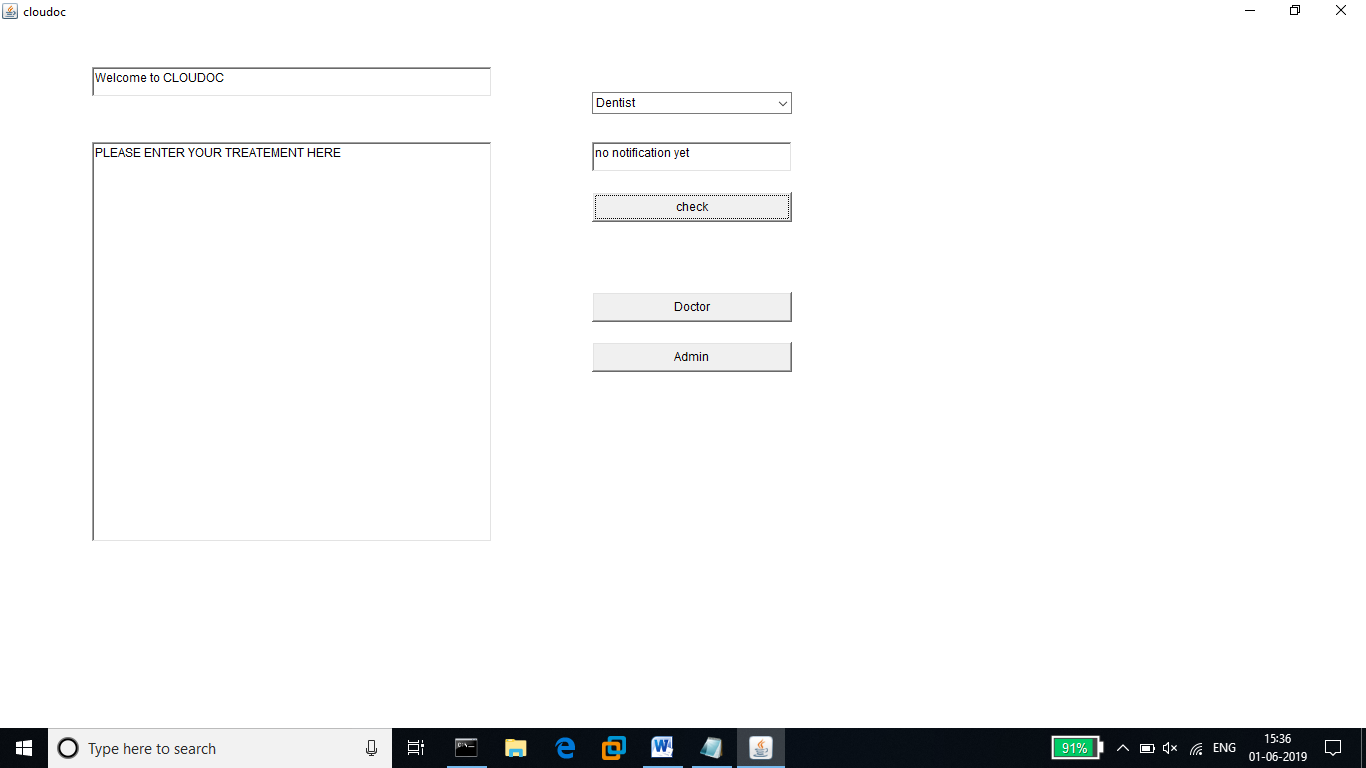 cloudoc
Welcome to CLOUDOC
Dentist
PLEASE ENTER YOUR TREATEMENT HERE
no notification yet
check
Doctor
Admin
Type here to search
91%
ENG
15:36
01-06-2019